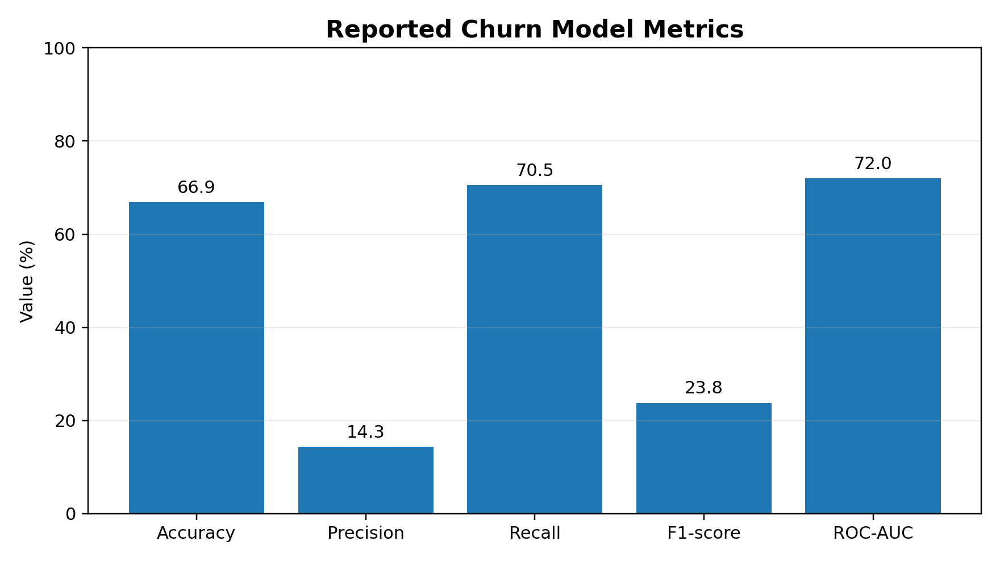 Reported Churn Model Metrics
100
80
60
40
20
0
Value (%)
66.9
14.3
70.5
23.8
72.0
Accuracy
Precision
Recall
F1-score
ROC-AUC